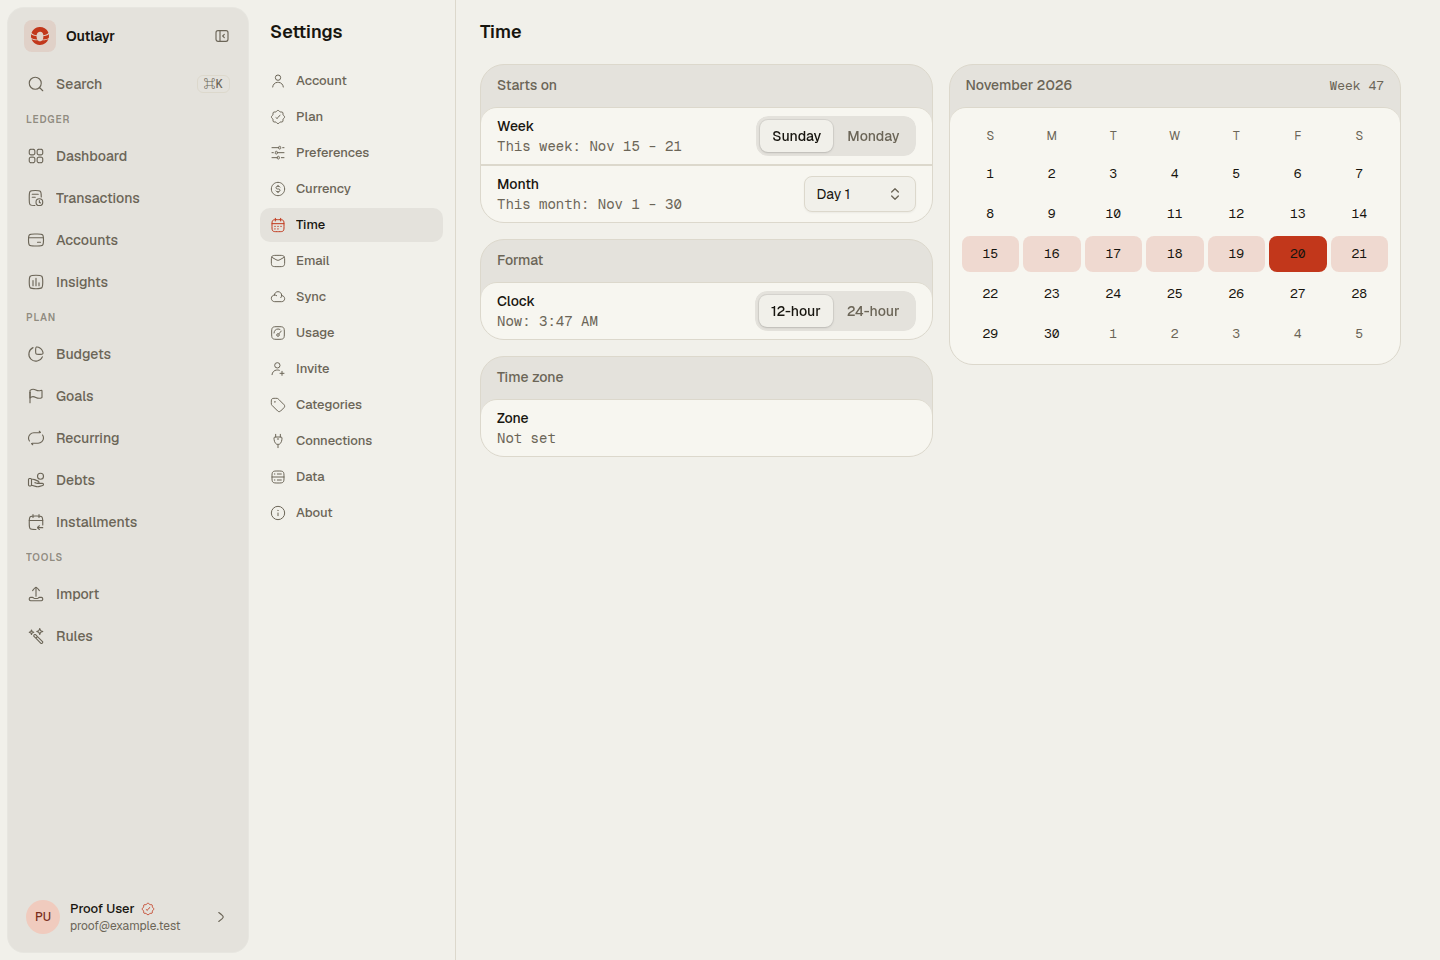 Outlayr
Search ⌘K
LEDGER
Dashboard
Transactions
Accounts
Insights
PLAN
Budgets
Goals
Recurring
Debts
Installments
TOOLS
Import
Rules
PU
Proof User
proof@example.test
Settings
Account
Plan
Preferences
Currency
Time
Email
Sync
Usage
Invite
Categories
Connections
Data
About
Time
Starts on
Week
This week: Nov 15 – 21
Sunday Monday
Month
This month: Nov 1 – 30
Day 1
Format
Clock
Now: 3:47 AM
12-hour 24-hour
Time zone
Zone
Not set
November 2026 Week 47
S M T W T F S
1 2 3 4 5 6 7
8 9 10 11 12 13 14
15 16 17 18 19 20 21
22 23 24 25 26 27 28
29 30 1 2 3 4 5